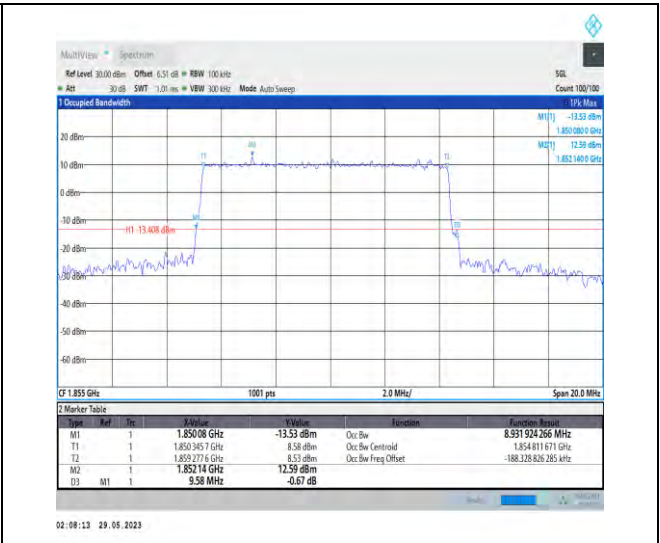 MultiView Spectrum
Ref Level 30.00 dBm Offset 6.51 dB RBW 100 kHz SGL
Att 30 dB SWT 1.01 ms VBW 300 kHz Mode Auto Sweep Count 100/100
1 Occupied Bandwidth 1Pk Max
M1[1] -13.53 dBm
1.850 080 0 GHz
M2[1] 12.59 dBm
1.852 140 0 GHz
20 dBm
M2
T1 T2
10 dBm
0 dBm
-10 dBm
M1
H1 -13.408 dBm
D3
-20 dBm
-30 dBm
-40 dBm
-50 dBm
-60 dBm
CF 1.855 GHz 1001 pts 2.0 MHz/ Span 20.0 MHz
2 Marker Table
Type Ref Trc X-Value Y-Value Function Function Result
M1 1 1.85008 GHz -13.53 dBm Occ Bw 8.931 924 266 MHz
T1 1 1.850 345 7 GHz 8.58 dBm Occ Bw Centroid 1.854 811 671 GHz
T2 1 1.859 277 6 GHz 8.53 dBm Occ Bw Freq Offset -188.328 826 285 kHz
M2 1 1.85214 GHz 12.59 dBm
D3 M1 1 9.58 MHz -0.67 dB
02:08:13 29.05.2023